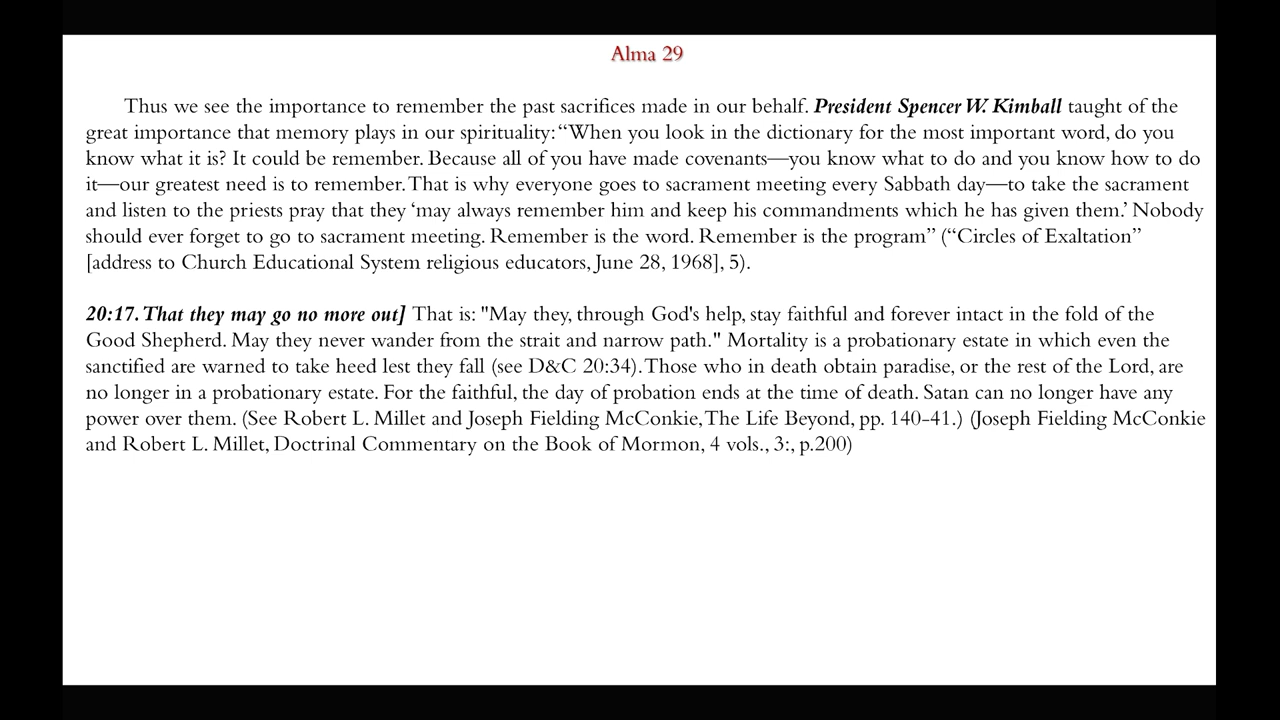 Alma 29
Thus we see the importance to remember the past sacrifices made in our behalf. President Spencer W. Kimball taught of the
great importance that memory plays in our spirituality: “When you look in the dictionary for the most important word, do you
know what it is? It could be remember. Because all of you have made covenants—you know what to do and you know how to do
it—our greatest need is to remember. That is why everyone goes to sacrament meeting every Sabbath day—to take the sacrament
and listen to the priests pray that they ‘may always remember him and keep his commandments which he has given them.’ Nobody
should ever forget to go to sacrament meeting. Remember is the word. Remember is the program” (“Circles of Exaltation”
[address to Church Educational System religious educators, June 28, 1968], 5).
20:17. That they may go no more out] That is: "May they, through God's help, stay faithful and forever intact in the fold of the
Good Shepherd. May they never wander from the strait and narrow path." Mortality is a probationary estate in which even the
sanctified are warned to take heed lest they fall (see D&C 20:34). Those who in death obtain paradise, or the rest of the Lord, are
no longer in a probationary estate. For the faithful, the day of probation ends at the time of death. Satan can no longer have any
power over them. (See Robert L. Millet and Joseph Fielding McConkie, The Life Beyond, pp. 140-41.) (Joseph Fielding McConkie
and Robert L. Millet, Doctrinal Commentary on the Book of Mormon, 4 vols., 3:, p.200)